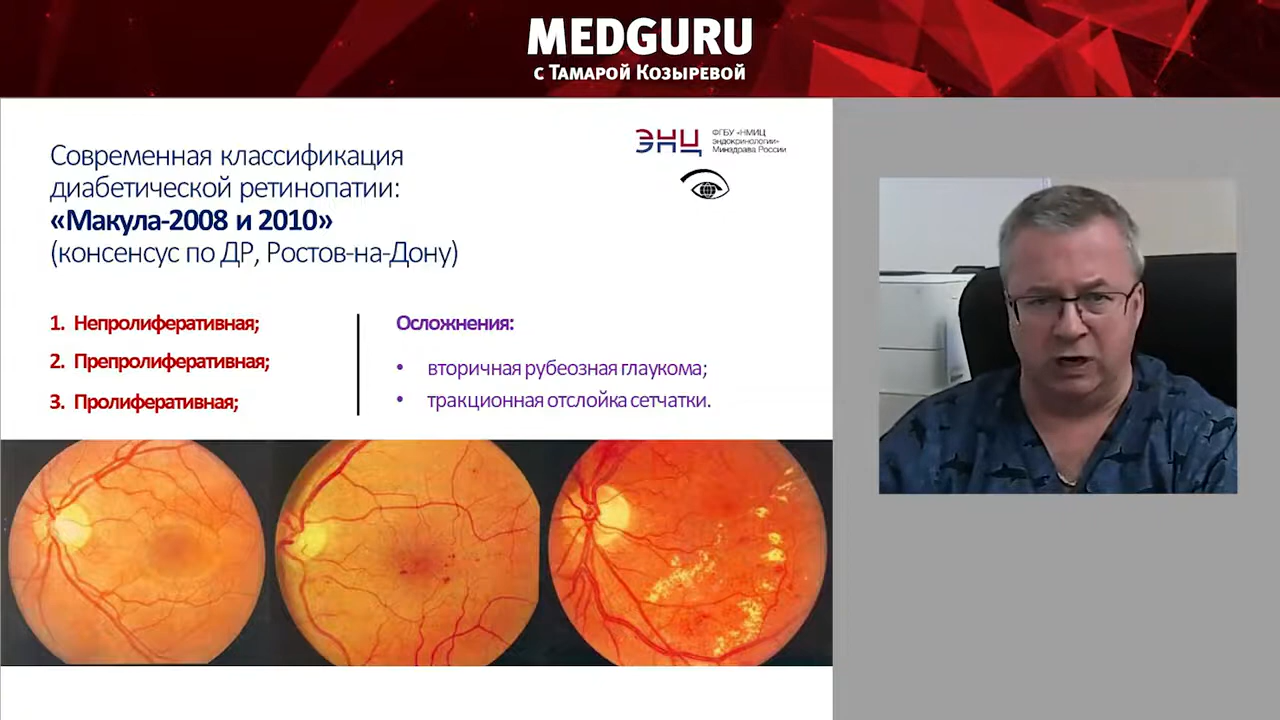 MEDGURU
с Тамарой Козыревой
Современная классификация
диабетической ретинопатии:
«Макула-2008 и 2010»
(консенсус по ДР, Ростов-на-Дону)
ЭНЦ
ФГБУ «НМИЦ
эндокринологии»
Минздрава России
1. Непролиферативная;
2. Препролиферативная;
3. Пролиферативная;
Осложнения:
• вторичная рубеозная глаукома;
• тракционная отслойка сетчатки.